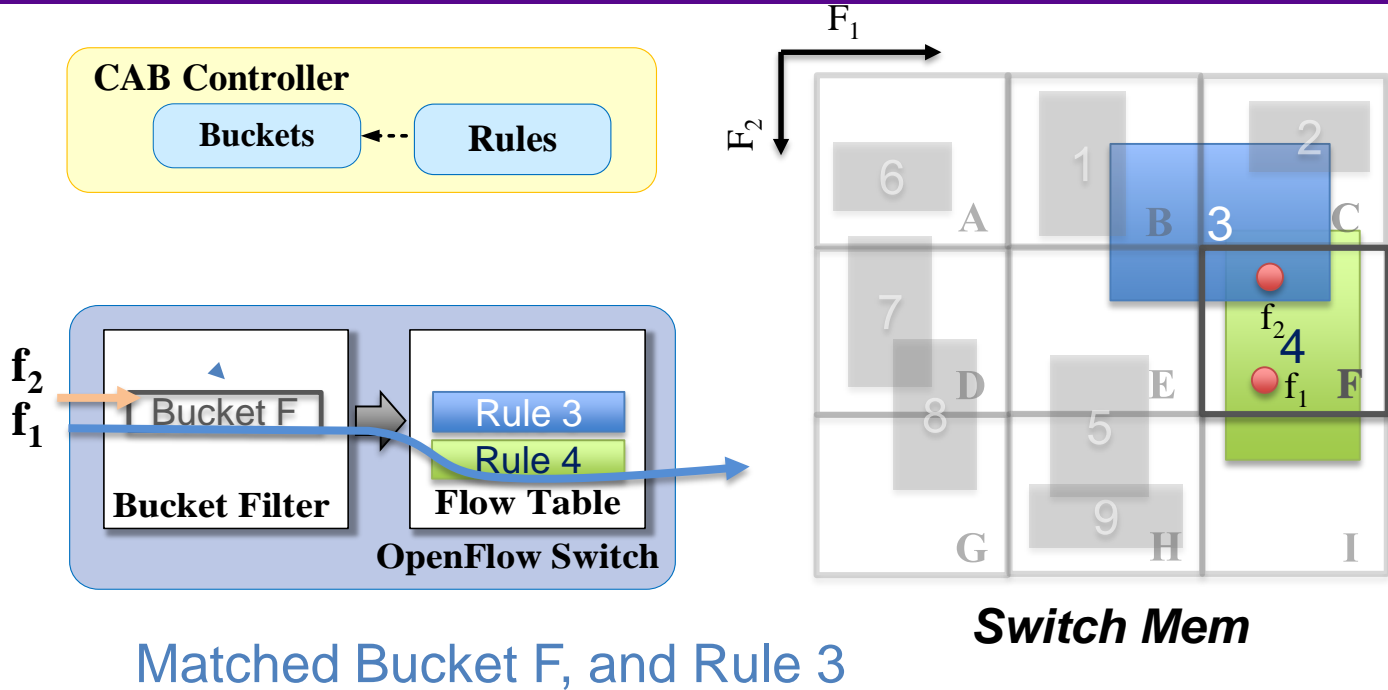 CAB Controller
Buckets
Rules
f2
f1
Bucket F
Bucket Filter
Rule 3
Rule 4
Flow Table
OpenFlow Switch
Matched Bucket F, and Rule 3
F1
F2
1
2
6
3
A
B
C
7
f2
4
f1
8
D
E
F
5
9
G
H
I
Switch Mem